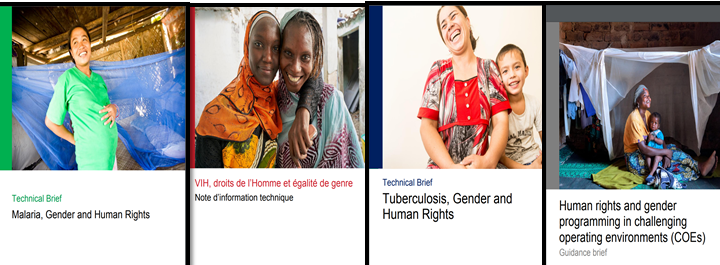 Technical Brief
Malaria, Gender and Human Rights
VIH, droits de l'Homme et égalité de genre
Note d'information technique
Technical Brief
Tuberculosis, Gender and
Human Rights
Human rights and gender
programming in challenging
operating environments (COEs)
Guidance brief